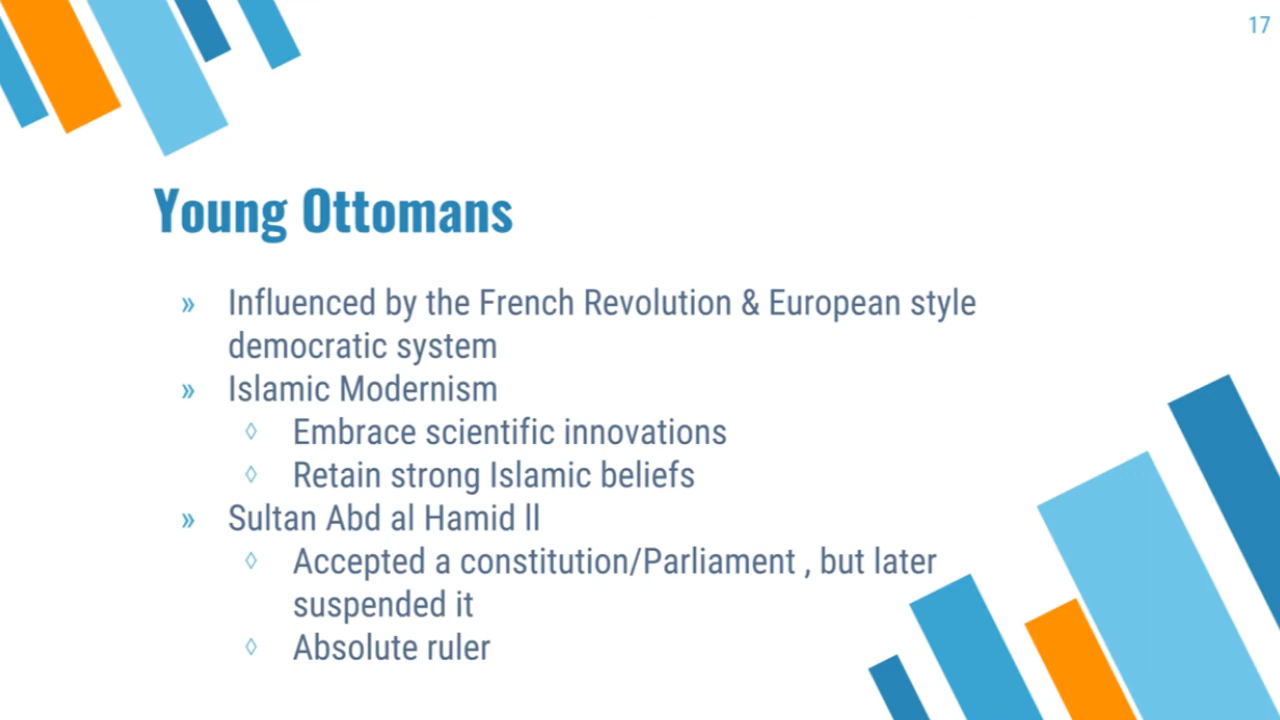 17
Young Ottomans
» Influenced by the French Revolution & European style
democratic system
» Islamic Modernism
◊ Embrace scientific innovations
◊ Retain strong Islamic beliefs
» Sultan Abd al Hamid ll
◊ Accepted a constitution/Parliament , but later
suspended it
◊ Absolute ruler